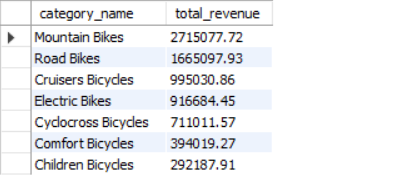 category_name total_revenue
Mountain Bikes 2715077.72
Road Bikes 1665097.93
Cruisers Bicycles 995030.86
Electric Bikes 916684.45
Cyclocross Bicycles 711011.57
Comfort Bicycles 394019.27
Children Bicycles 292187.91